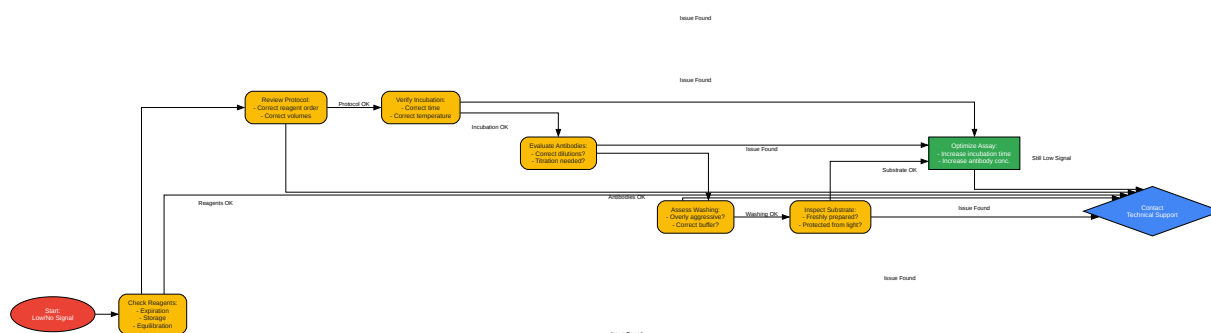 Issue Found
Issue Found
Review Protocol:
- Correct reagent order
- Correct volumes
Protocol OK
Verify Incubation:
- Correct time
- Correct temperature
Incubation OK
Evaluate Antibodies:
- Correct dilutions?
- Titration needed?
Issue Found
Optimize Assay:
- Increase incubation time
- Increase antibody conc.
Still Low Signal
Substrate OK
Reagents OK
Antibodies OK
Assess Washing:
- Overly aggressive?
- Correct buffer?
Washing OK
Inspect Substrate:
- Freshly prepared?
- Protected from light?
Issue Found
Contact
Technical Support
Issue Found
Start:
Low/No Signal
Check Reagents:
- Expiration
- Storage
- Equilibration